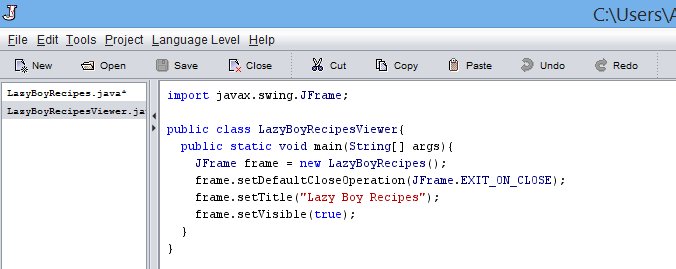 C:\Users\A
File Edit Tools Project Language Level Help
New Open Save Close Cut Copy Paste Undo Redo
LazyBoyRecipes.java*
LazyBoyRecipesViewer.ja
import javax.swing.JFrame;
public class LazyBoyRecipesViewer{
public static void main(String[] args){
JFrame frame = new LazyBoyRecipes();
frame.setDefaultCloseOperation(JFrame.EXIT_ON_CLOSE);
frame.setTitle("Lazy Boy Recipes");
frame.setVisible(true);
}
}